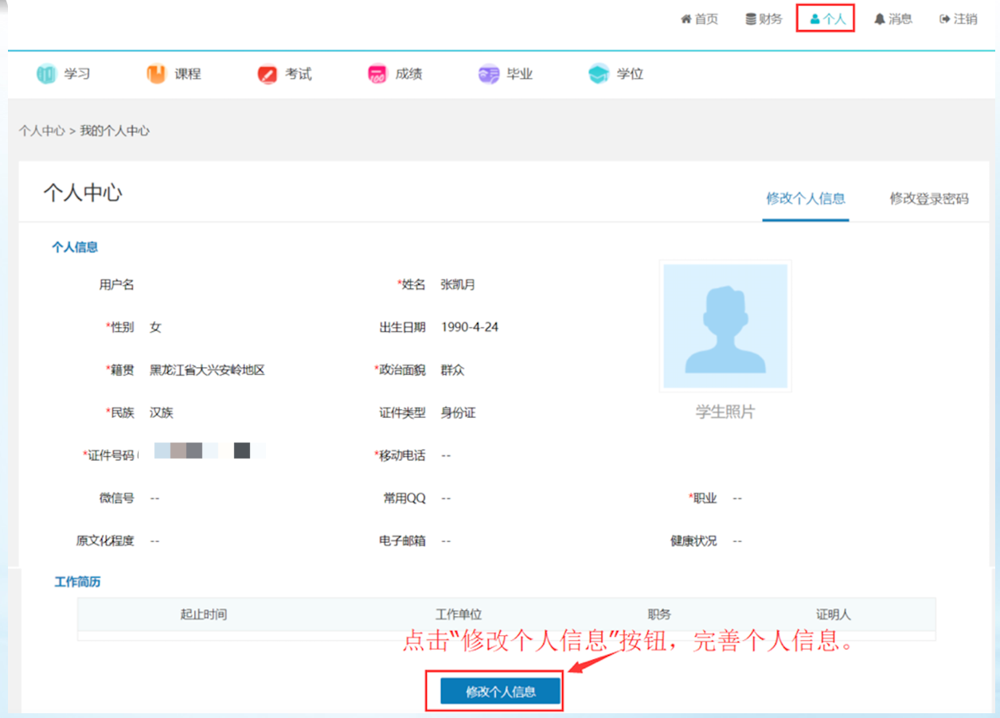 首页 财务 个人 消息 注销
学习 课程 考试 成绩 毕业 学位
个人中心 > 我的个人中心
个人中心 修改个人信息 修改登录密码
个人信息
用户名 *姓名 张凯月
*性别 女 出生日期 1990-4-24
*籍贯 黑龙江省大兴安岭地区 *政治面貌 群众
*民族 汉族 证件类型 身份证
学生照片
*证件号码 *移动电话 --
微信号 -- 常用QQ -- *职业 --
原文化程度 -- 电子邮箱 -- 健康状况 --
工作简历
起止时间 工作单位 职务 证明人
点击“修改个人信息”按钮，完善个人信息。
修改个人信息